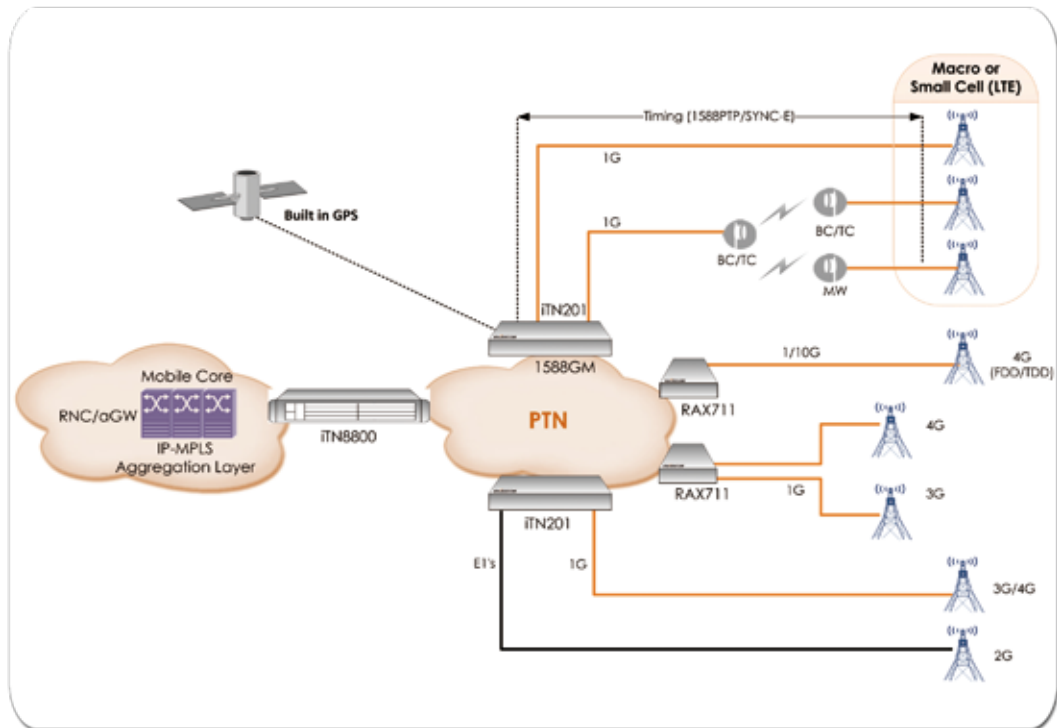 Macro or
Small Cell (LTE)
Timing (1588PTP/SYNC-E)
1G
Built in GPS
1G
BC/TC
BC/TC
MW
iTN201
1588GM
1/10G
4G
(FDD/TDD)
RAX711
Mobile Core
RNC/aGW
IP-MPLS
Aggregation Layer
iTN8800
PTN
4G
RAX711
1G
3G
iTN201
E1's
1G
3G/4G
2G